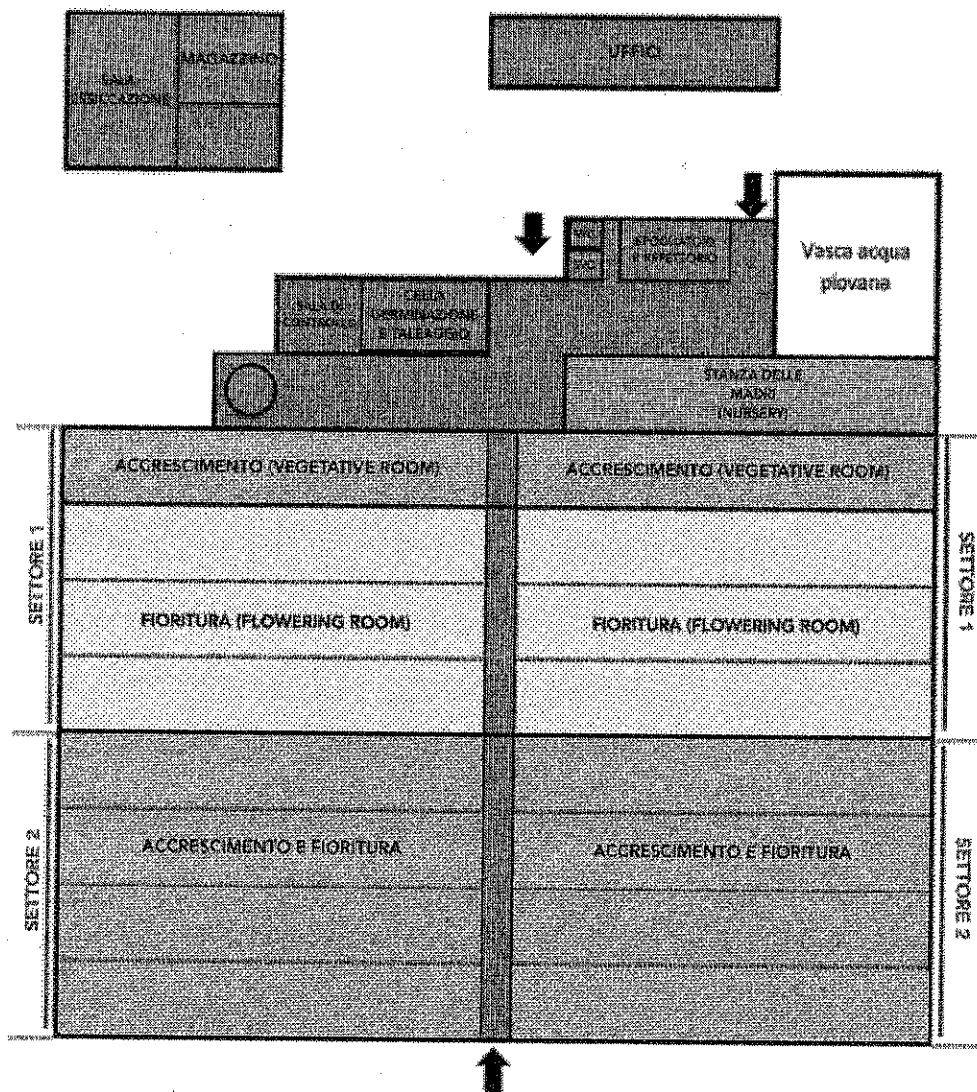 MAGAZZINO
SALA
ESSICCAZIONE
UFFICI
WC
WC
SPOGLIATOIO
E REFETTORIO
Vasca acqua
piovana
SALA DI
CONTROLLO
CELLA
GERMINAZIONE
E TALEAGGIO
STANZA DELLE
MADRI
(NURSERY)
ACCRESCIMENTO (VEGETATIVE ROOM)
ACCRESCIMENTO (VEGETATIVE ROOM)
SETTORE 1
FIORITURA (FLOWERING ROOM)
FIORITURA (FLOWERING ROOM)
SETTORE 1
SETTORE 2
ACCRESCIMENTO E FIORITURA
ACCRESCIMENTO E FIORITURA
SETTORE 2